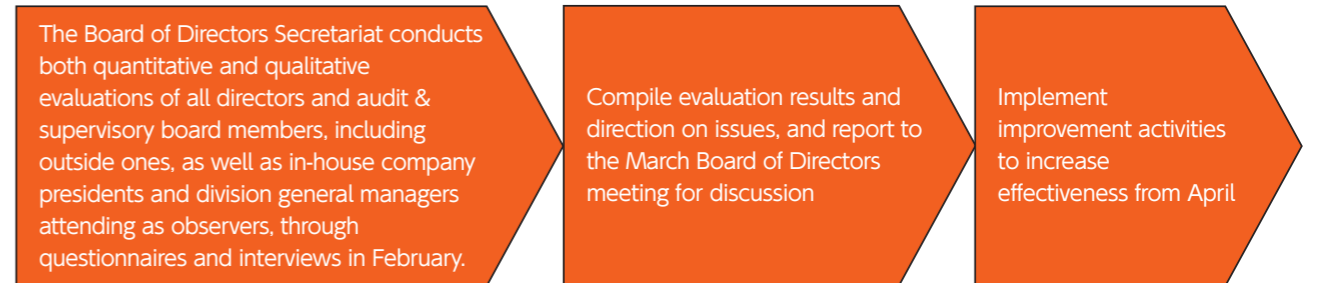 The Board of Directors Secretariat conducts
both quantitative and qualitative
evaluations of all directors and audit &
supervisory board members, including
outside ones, as well as in-house company
presidents and division general managers
attending as observers, through
questionnaires and interviews in February.
Compile evaluation results and
direction on issues, and report to
the March Board of Directors
meeting for discussion
Implement
improvement activities
to increase
effectiveness from April